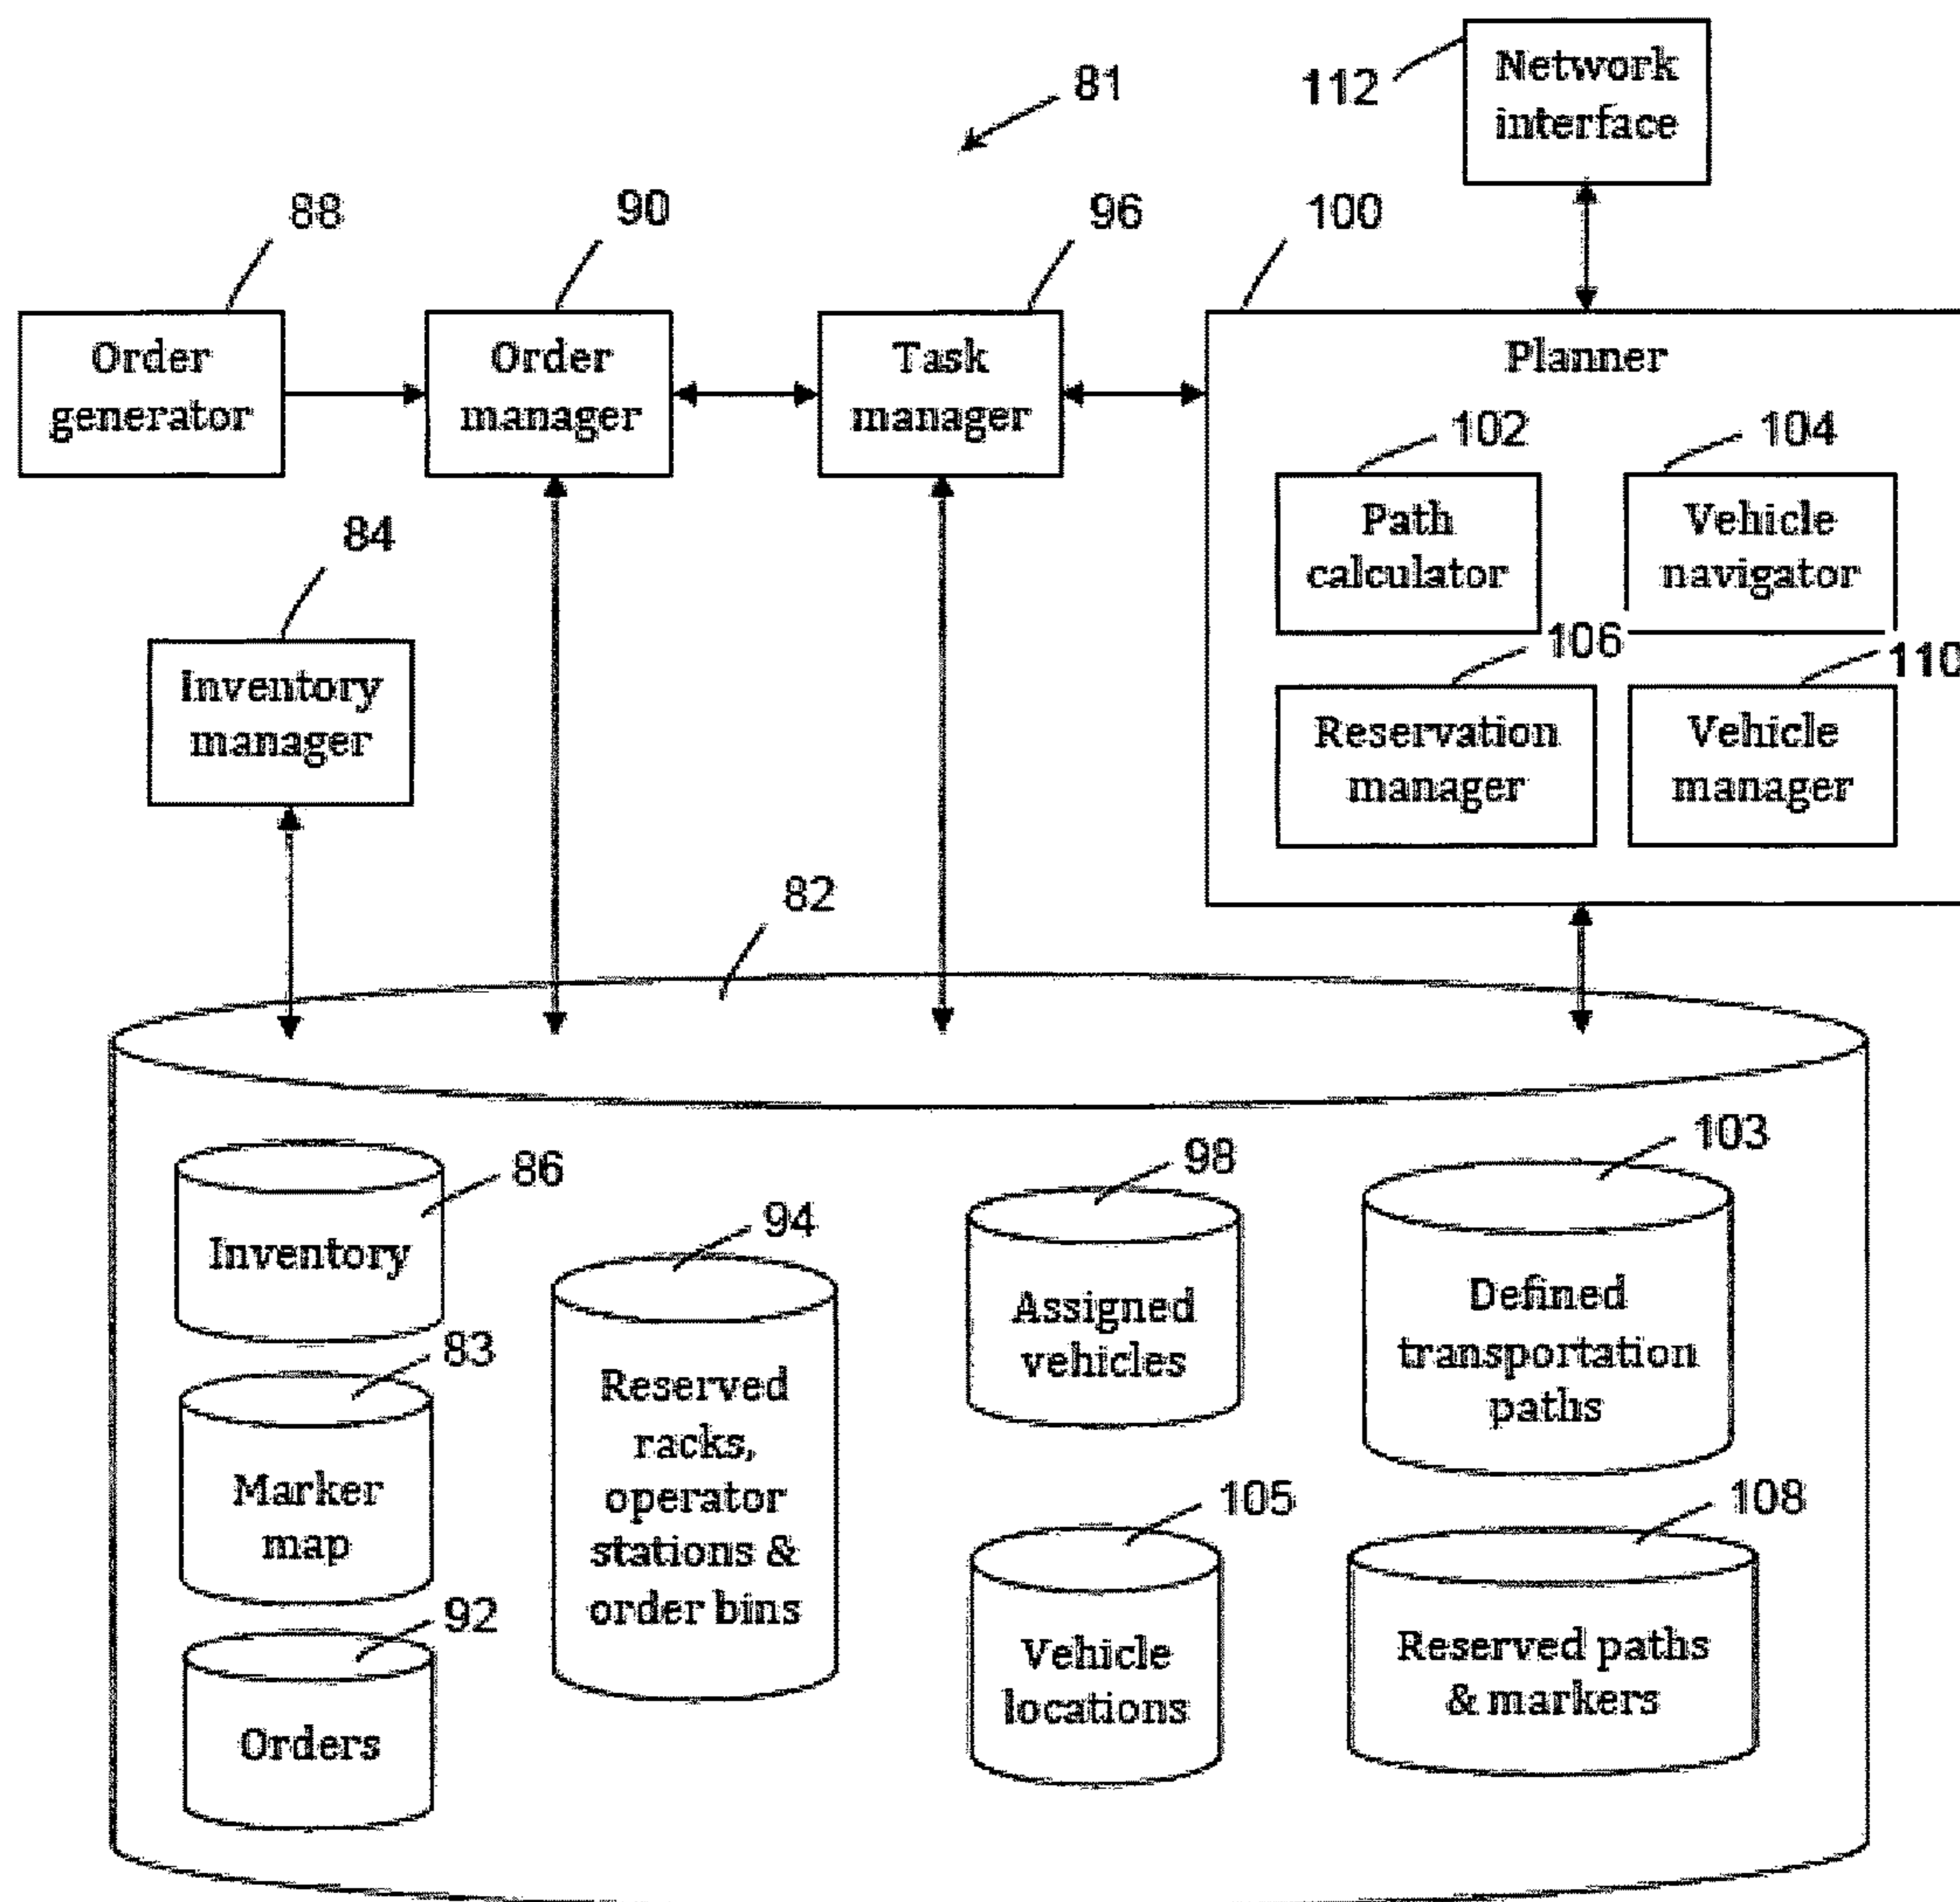 112
Network
interface
81
88
90
96
100
Order
generator
Order
manager
Task
manager
Planner
102
104
Path
calculator
Vehicle
navigator
84
106
110
Inventory
manager
Reservation
manager
Vehicle
manager
82
86
Inventory
94
98
103
Assigned
vehicles
Defined
transportation
paths
83
Marker
map
Reserved
racks,
operator
stations &
order bins
105
108
92
Orders
Vehicle
locations
Reserved paths
& markers